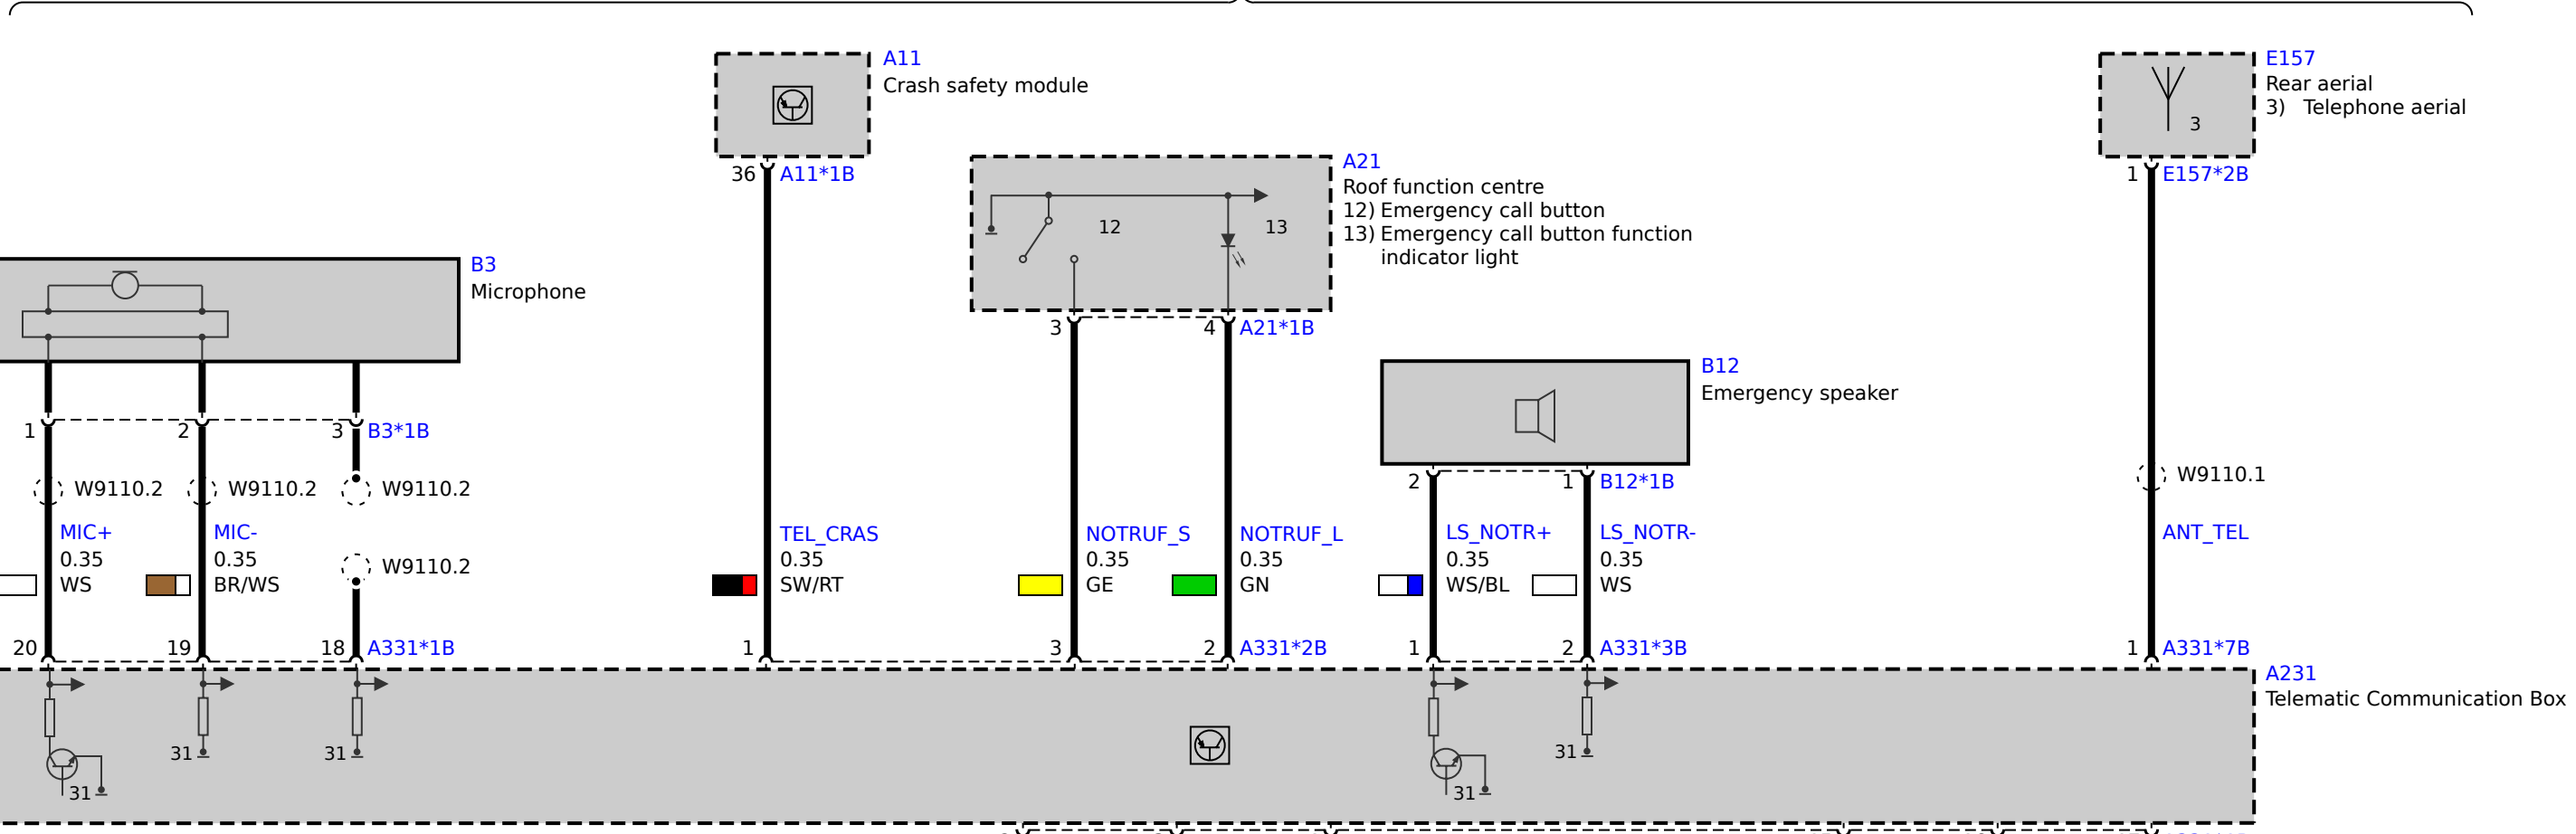 A11
Crash safety module
E157
Rear aerial
3) Telephone aerial
3
36 A11*1B
1 E157*2B
A21
Roof function centre
12) Emergency call button
13) Emergency call button function
indicator light
12 13
B3
Microphone
3 4 A21*1B
B12
Emergency speaker
1 2 3 B3*1B
2 1 B12*1B
W9110.2 W9110.2 W9110.2
W9110.1
MIC+
0.35
WS
MIC-
0.35
BR/WS
W9110.2
TEL_CRAS
0.35
SW/RT
NOTRUF_S
0.35
GE
NOTRUF_L
0.35
GN
LS_NOTR+
0.35
WS/BL
LS_NOTR-
0.35
WS
ANT_TEL
20 19 18 A331*1B
1 3 2 A331*2B
1 2 A331*3B
1 A331*7B
A231
Telematic Communication Box
31 31 31
31 31